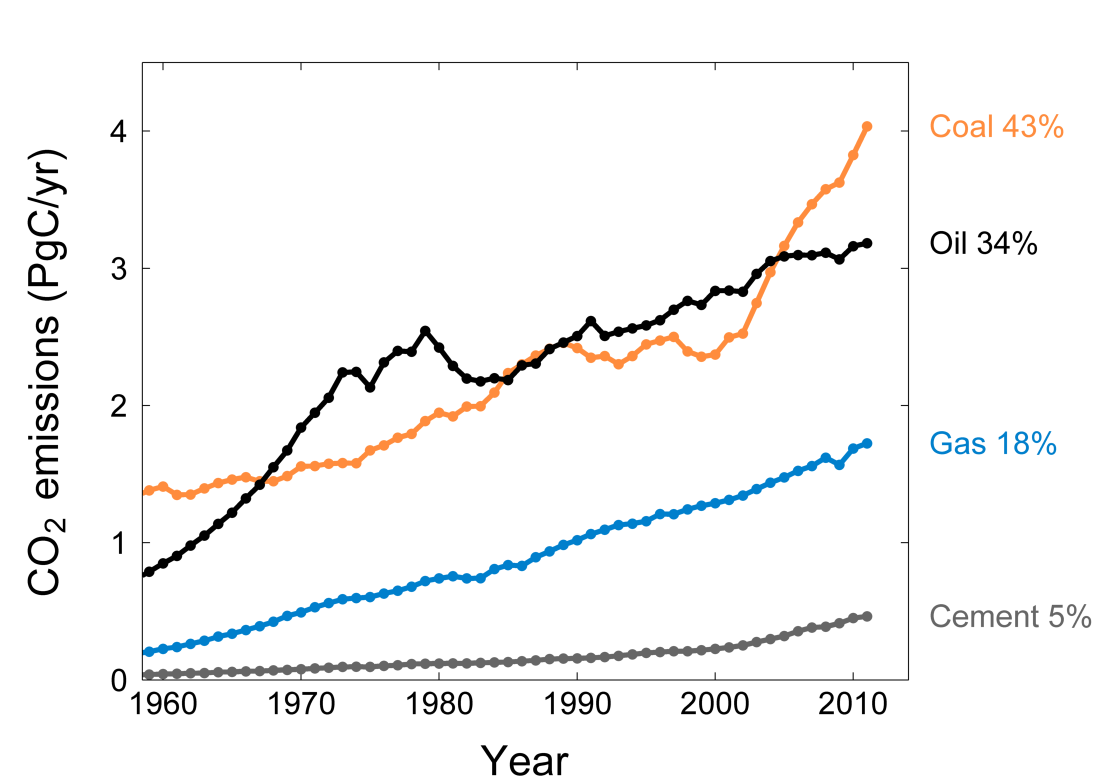 CO₂ emissions (PgC/yr)
4
3
2
1
0
1960 1970 1980 1990 2000 2010
Year
Coal 43%
Oil 34%
Gas 18%
Cement 5%